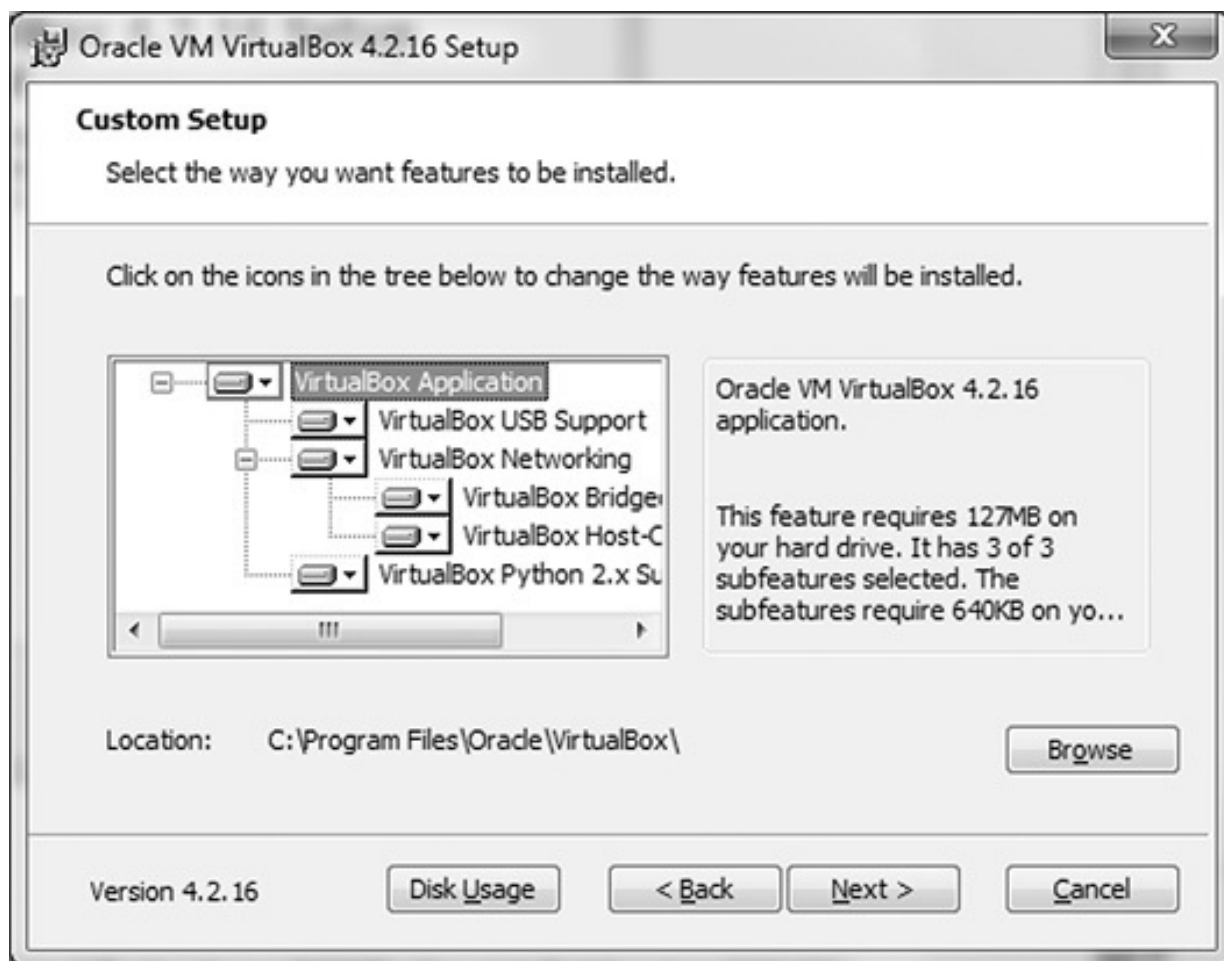 Oracle VM VirtualBox 4.2.16 Setup
Custom Setup
Select the way you want features to be installed.
Click on the icons in the tree below to change the way features will be installed.
VirtualBox Application
VirtualBox USB Support
VirtualBox Networking
VirtualBox Bridge
VirtualBox Host-C
VirtualBox Python 2.x Su
Oracle VM VirtualBox 4.2.16
application.
This feature requires 127MB on
your hard drive. It has 3 of 3
subfeatures selected. The
subfeatures require 640KB on yo...
Location: C:\Program Files\Oracle\VirtualBox\
Browse
Version 4.2.16
Disk Usage
< Back
Next >
Cancel